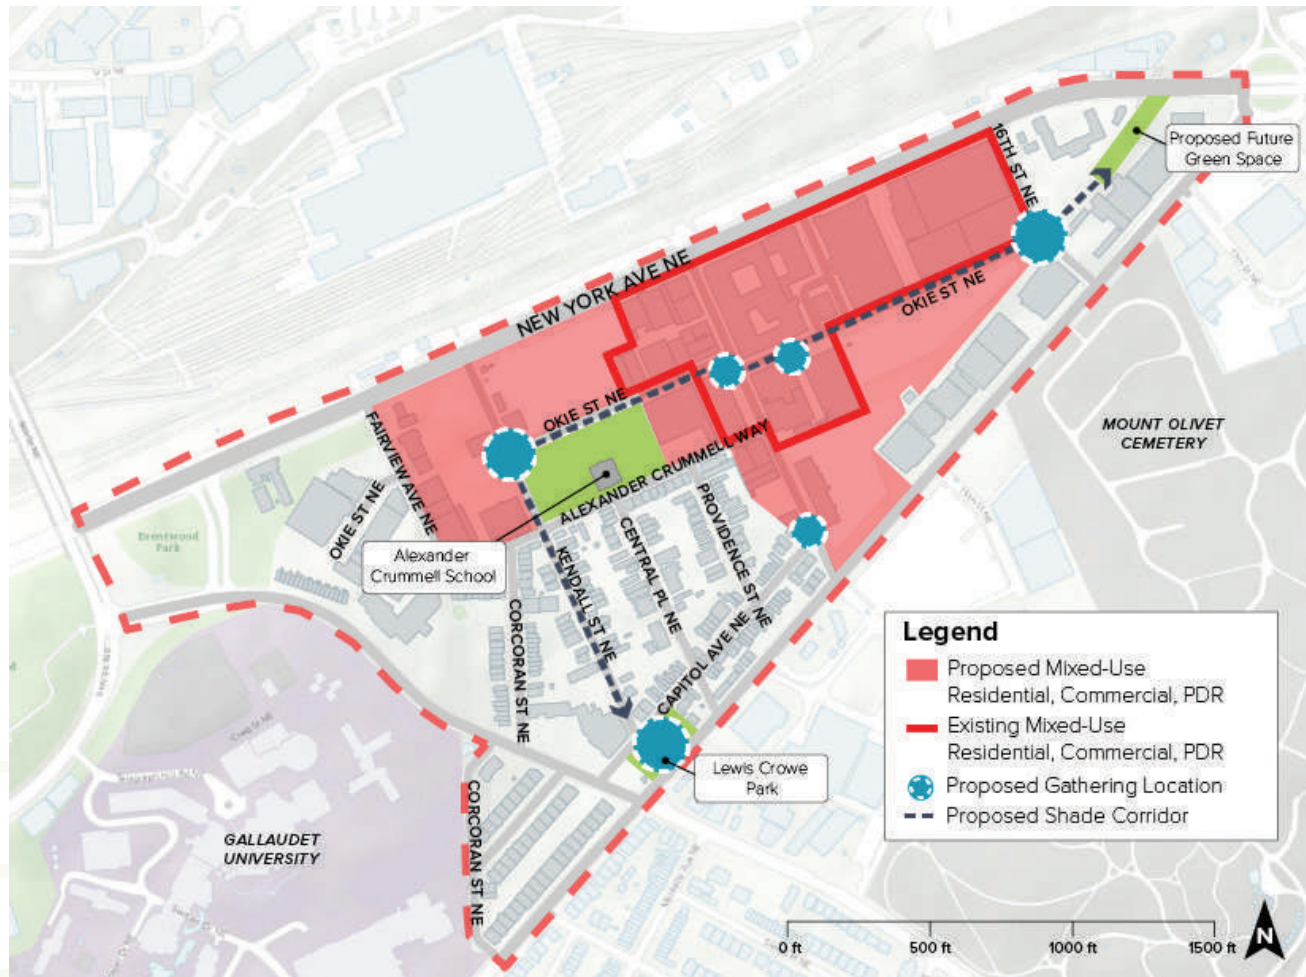 16TH ST NE
Proposed Future
Green Space
NEW YORK AVE NE
OKIE ST NE
OKIE ST NE
FAIRVIEW AVE NE
ALEXANDER CRUMMELL WAY
MOUNT OLIVET
CEMETERY
OKIE ST NE
Brentwood
Park
Alexander
Crummell School
KENDALL ST NE
CENTRAL PL NE
PROVIDENCE ST NE
CORCORAN ST NE
CAPITOL AVE NE
Lewis Crowe
Park
CORCORAN ST NE
GALLAUDET
UNIVERSITY
Legend
Proposed Mixed-Use
Residential, Commercial, PDR
Existing Mixed-Use
Residential, Commercial, PDR
Proposed Gathering Location
Proposed Shade Corridor
0 ft
500 ft
1000 ft
1500 ft
N